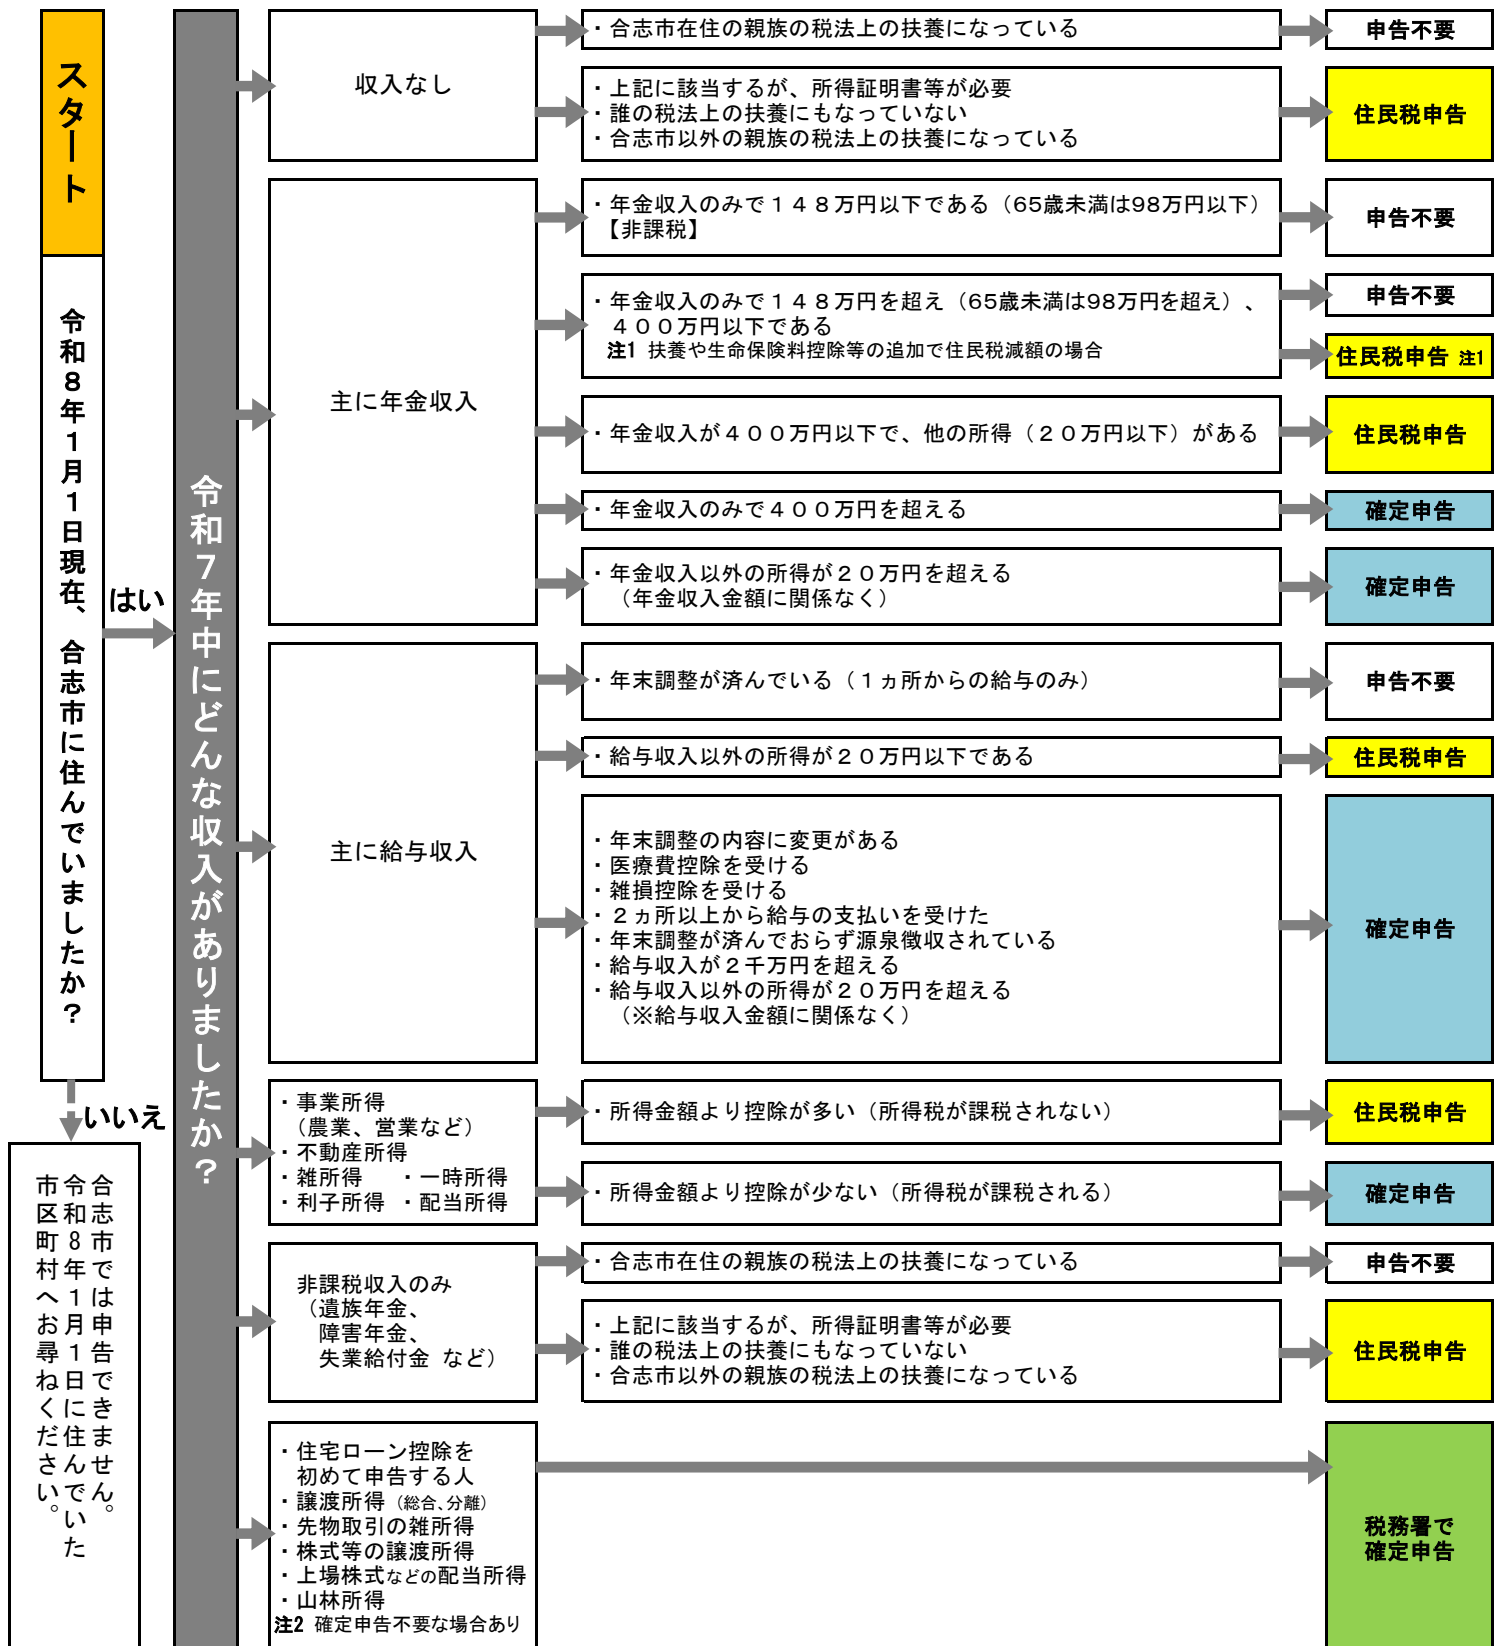 スタート
令和８年１月１日現在、合志市に住んでいましたか？
はい
いいえ
合志市では申告できません。
令和８年１月１日に住んでいた
市区町村へお尋ねください。
令和７年中にどんな収入がありましたか？
収入なし
・合志市在住の親族の税法上の扶養になっている
申告不要
・上記に該当するが、所得証明書等が必要
・誰の税法上の扶養にもなっていない
・合志市以外の親族の税法上の扶養になっている
住民税申告
主に年金収入
・年金収入のみで１４８万円以下である（65歳未満は98万円以下）
【非課税】
申告不要
・年金収入のみで１４８万円を超え（65歳未満は98万円を超え）、
４００万円以下である
注1 扶養や生命保険料控除等の追加で住民税減額の場合
申告不要
住民税申告 注1
・年金収入が４００万円以下で、他の所得（２０万円以下）がある
住民税申告
・年金収入のみで４００万円を超える
確定申告
・年金収入以外の所得が２０万円を超える
（年金収入金額に関係なく）
確定申告
主に給与収入
・年末調整が済んでいる（１ヵ所からの給与のみ）
申告不要
・給与収入以外の所得が２０万円以下である
住民税申告
・年末調整の内容に変更がある
・医療費控除を受ける
・雑損控除を受ける
・２ヵ所以上から給与の支払いを受けた
・年末調整が済んでおらず源泉徴収されている
・給与収入が２千万円を超える
・給与収入以外の所得が２０万円を超える
（※給与収入金額に関係なく）
確定申告
・事業所得
（農業、営業など）
・不動産所得
・雑所得 ・一時所得
・利子所得 ・配当所得
・所得金額より控除が多い（所得税が課税されない）
住民税申告
・所得金額より控除が少ない（所得税が課税される）
確定申告
非課税収入のみ
（遺族年金、
障害年金、
失業給付金 など）
・合志市在住の親族の税法上の扶養になっている
申告不要
・上記に該当するが、所得証明書等が必要
・誰の税法上の扶養にもなっていない
・合志市以外の親族の税法上の扶養になっている
住民税申告
・住宅ローン控除を
初めて申告する人
・譲渡所得（総合、分離）
・先物取引の雑所得
・株式等の譲渡所得
・上場株式などの配当所得
・山林所得
注2 確定申告不要な場合あり
税務署で
確定申告